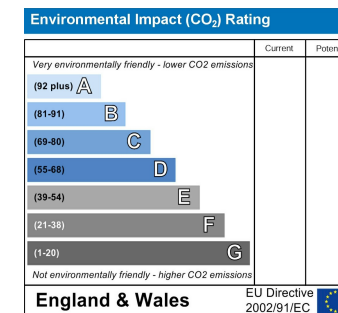 Environmental Impact (CO₂) Rating
Current Poten
Very environmentally friendly - lower CO2 emissions
(92 plus) A
(81-91) B
(69-80) C
(55-68) D
(39-54) E
(21-38) F
(1-20) G
Not environmentally friendly - higher CO2 emissions
England & Wales
EU Directive
2002/91/EC